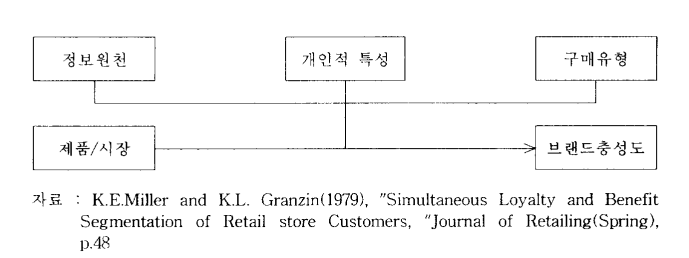 정보원천 개인적 특성 구매유형
제품/시장 브랜드충성도
자료 : K.E.Miller and K.L. Granzin(1979), "Simultaneous Loyalty and Benefit
Segmentation of Retail store Customers, "Journal of Retailing(Spring),
p.48